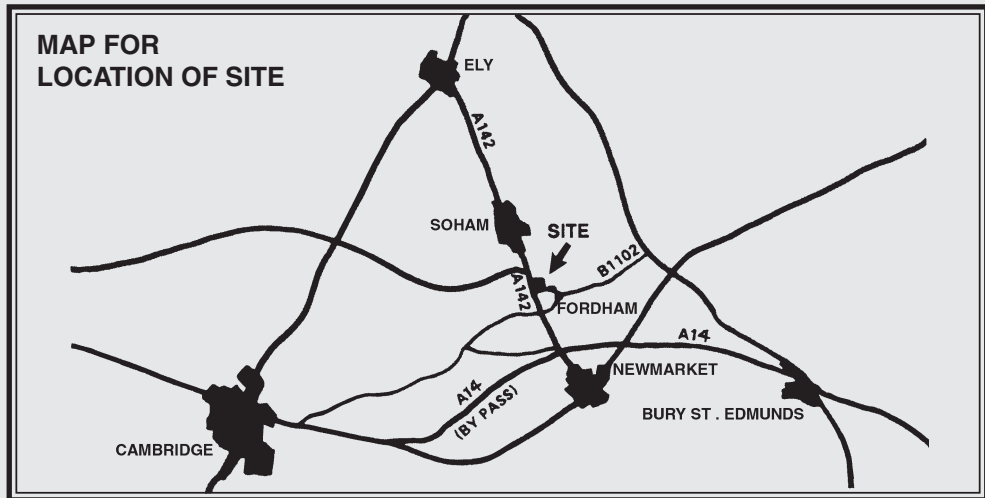 MAP FOR
LOCATION OF SITE
ELY
A142
SOHAM
SITE
B1102
A142
FORDHAM
A14
NEWMARKET
A14
(BY PASS)
BURY ST . EDMUNDS
CAMBRIDGE